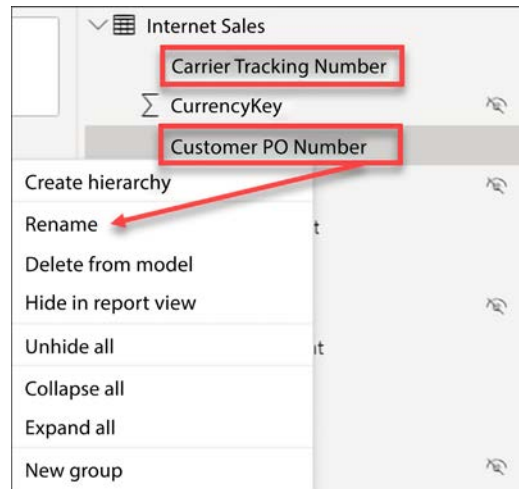 Internet Sales
Carrier Tracking Number
∑ CurrencyKey
Customer PO Number
Create hierarchy
Rename
t
Delete from model
Hide in report view
Unhide all
ıt
Collapse all
Expand all
New group